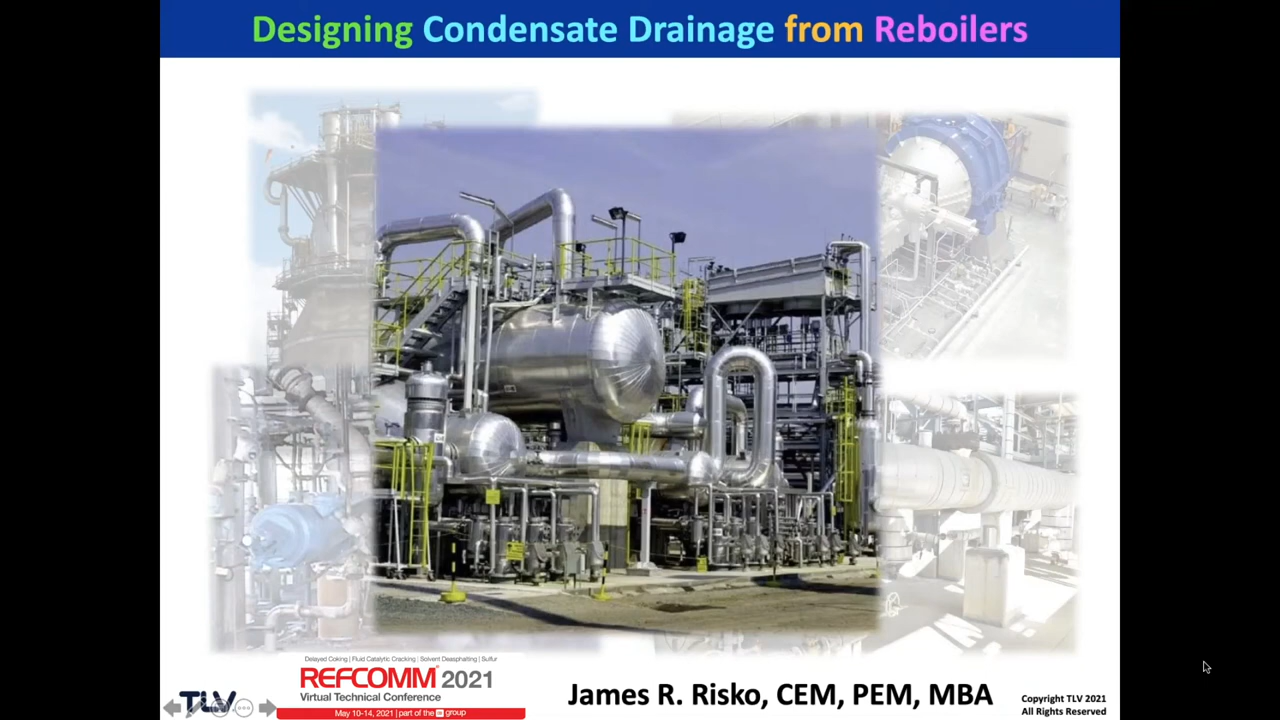 Designing Condensate Drainage from Reboilers
Delayed Coking | Fluid Catalytic Cracking | Solvent Deasphalting | Sulfur
REFCOMM® 2021
Virtual Technical Conference
May 10-14, 2021 | part of the group
TLV
James R. Risko, CEM, PEM, MBA
Copyright TLV 2021
All Rights Reserved